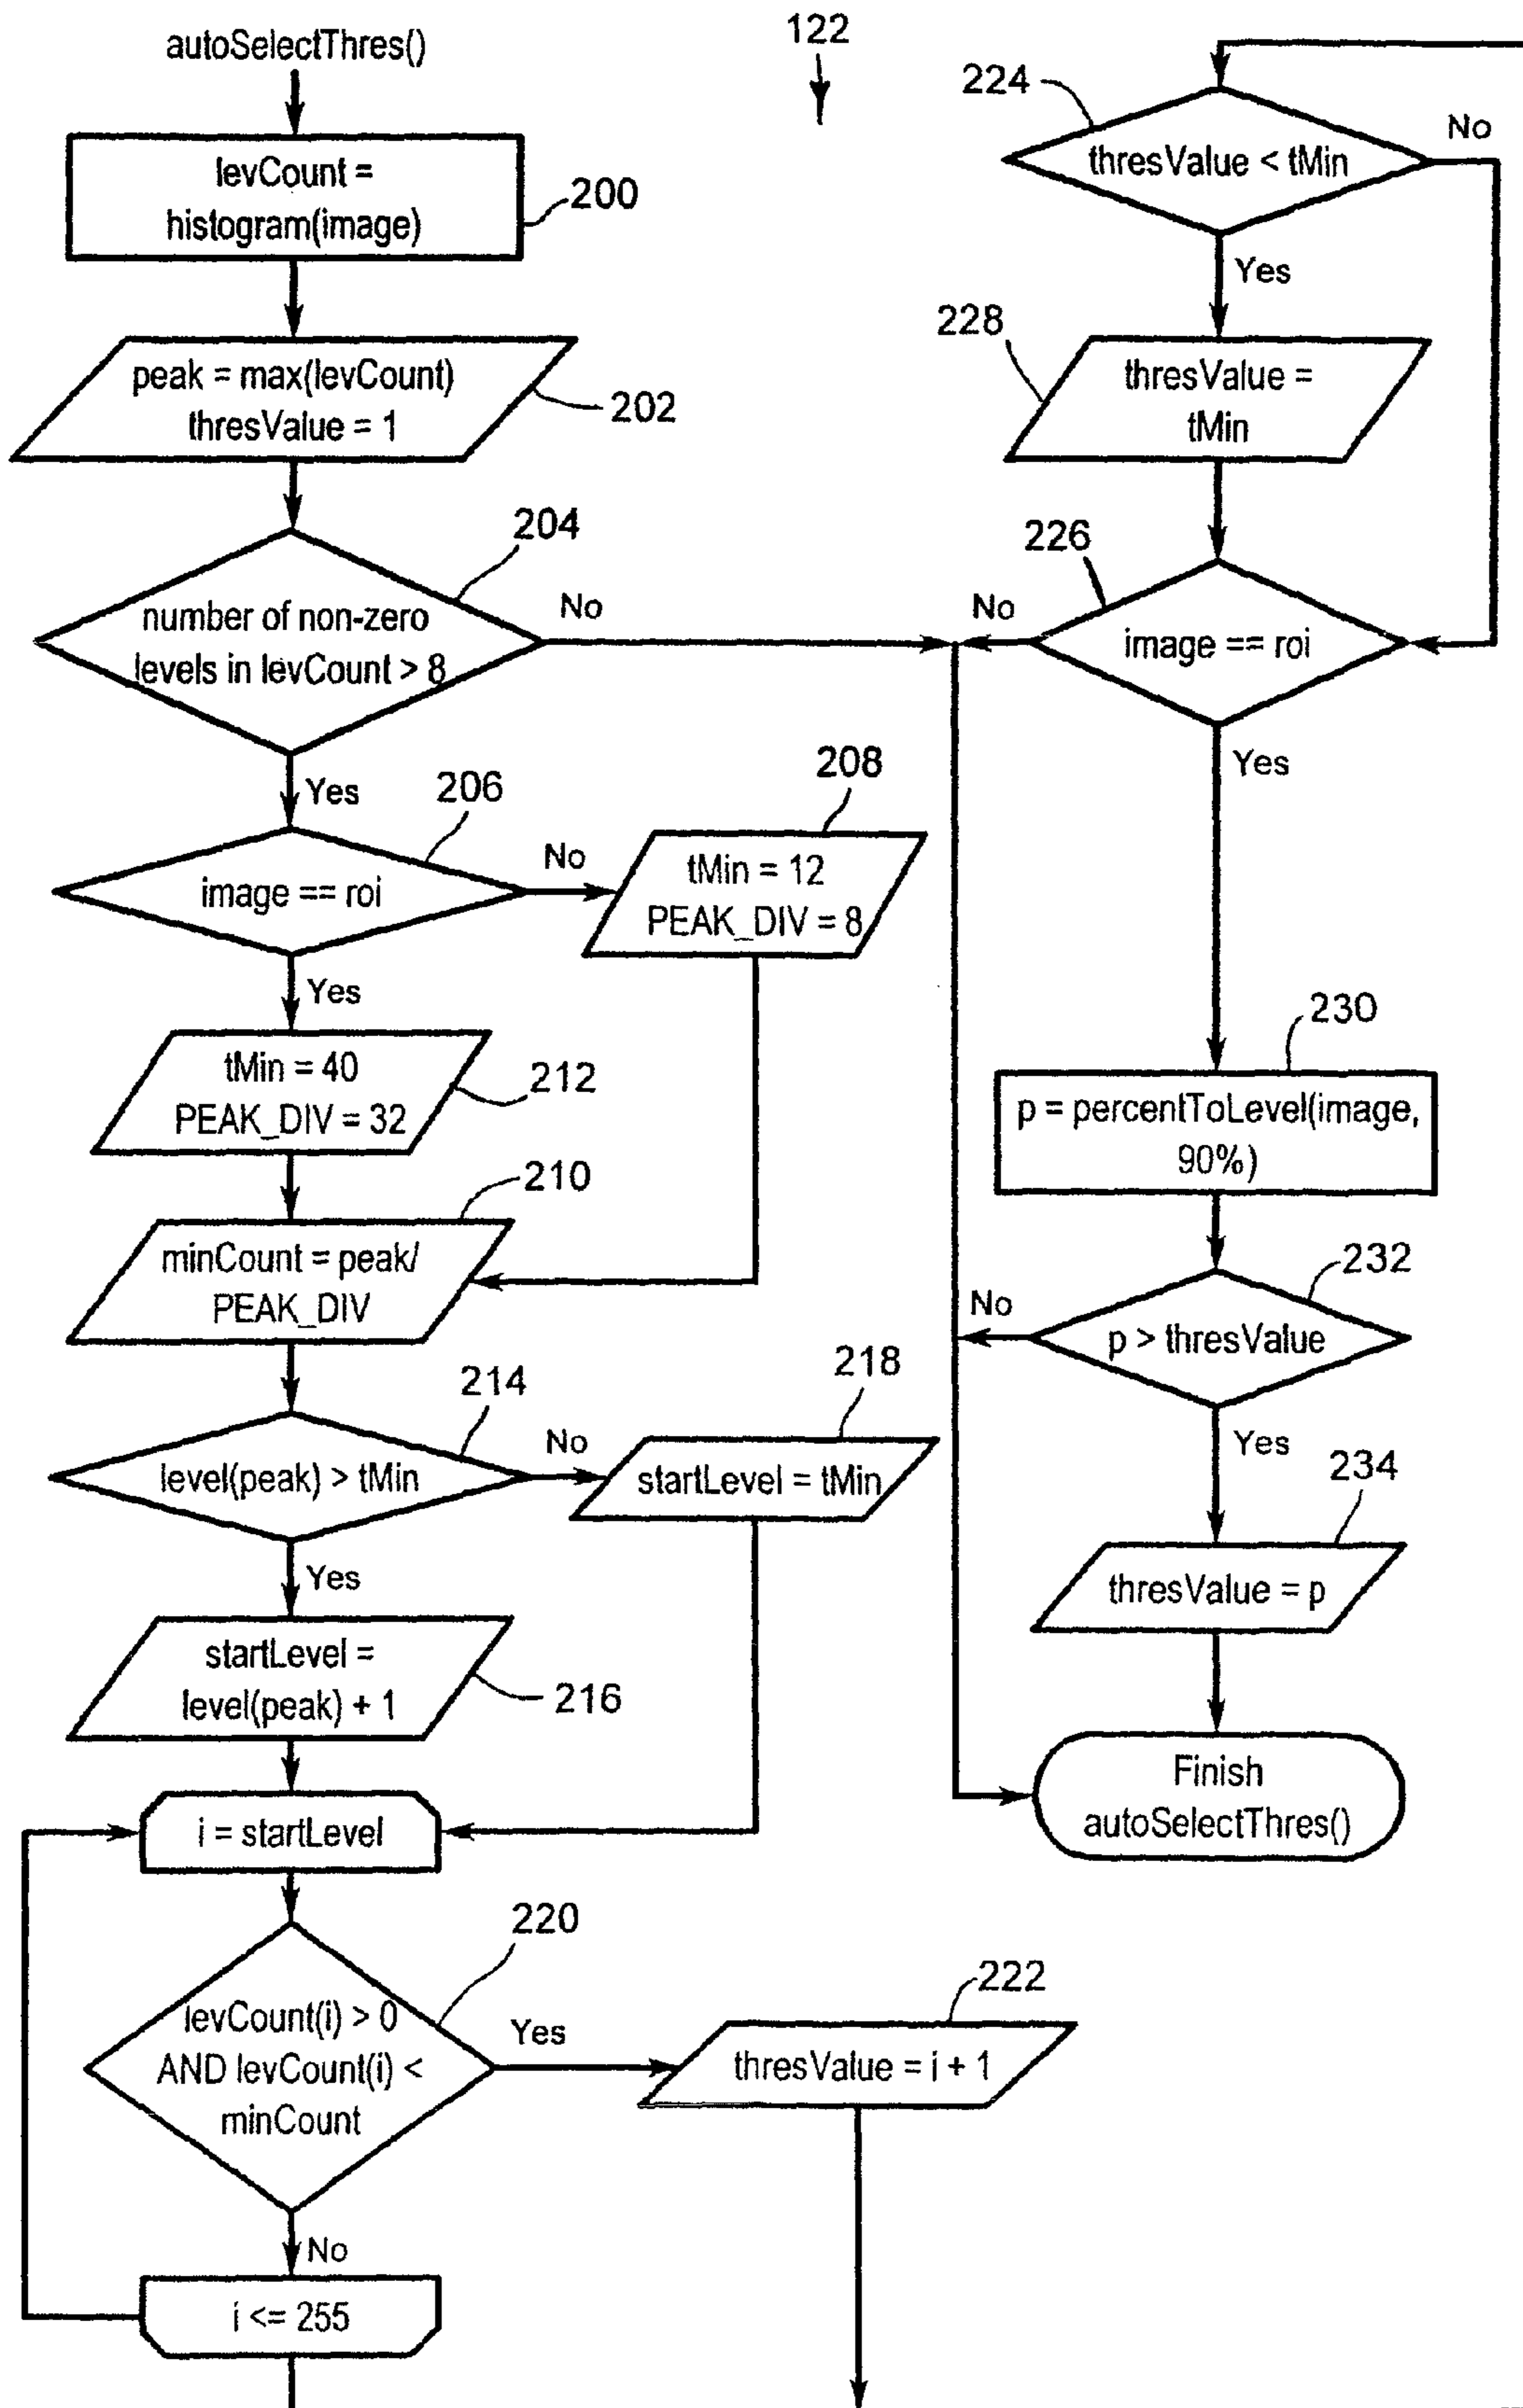 autoSelectThres()
122
levCount =
histogram(image)
200
peak = max(levCount)
thresValue = 1
202
204
number of non-zero
levels in levCount > 8
No
Yes
206
image == roi
No
208
tMin = 12
PEAK_DIV = 8
Yes
tMin = 40
PEAK_DIV = 32
212
210
minCount = peak/
PEAK_DIV
214
level(peak) > tMin
No
218
startLevel = tMin
Yes
startLevel =
level(peak) + 1
216
i = startLevel
220
levCount(i) > 0
AND levCount(i) <
minCount
Yes
222
thresValue = i + 1
No
i <= 255
224
thresValue < tMin
No
Yes
228
thresValue =
tMin
226
No
image == roi
Yes
230
p = percentToLevel(image,
90%)
232
No
p > thresValue
Yes
234
thresValue = p
Finish
autoSelectThres()